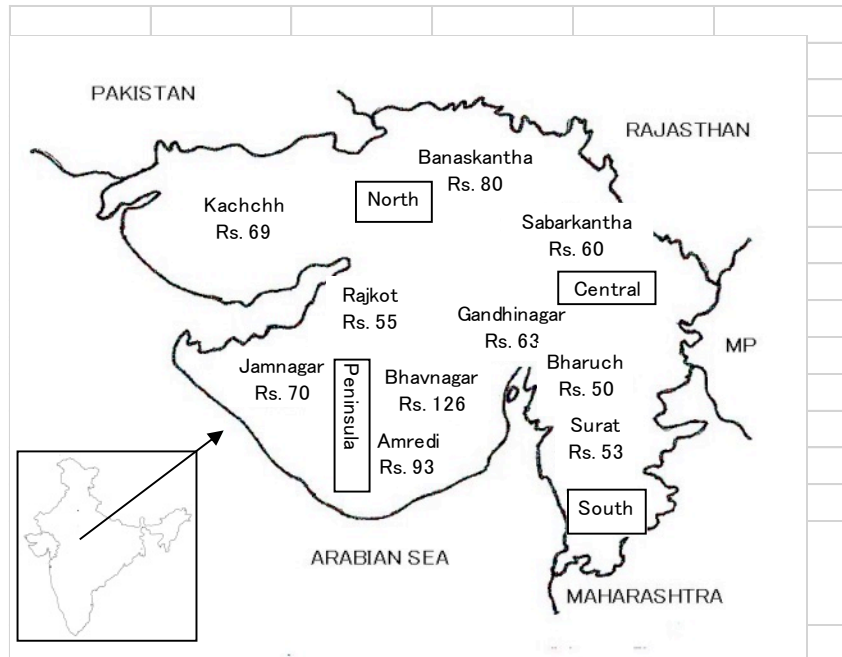 PAKISTAN
RAJASTHAN
Banaskantha
Rs. 80
North
Kachchh
Rs. 69
Sabarkantha
Rs. 60
Central
Rajkot
Rs. 55
Gandhinagar
Rs. 63
MP
Jamnagar
Rs. 70
Peninsula
Bhavnagar
Rs. 126
Bharuch
Rs. 50
Amredi
Rs. 93
Surat
Rs. 53
South
ARABIAN SEA
MAHARASHTRA